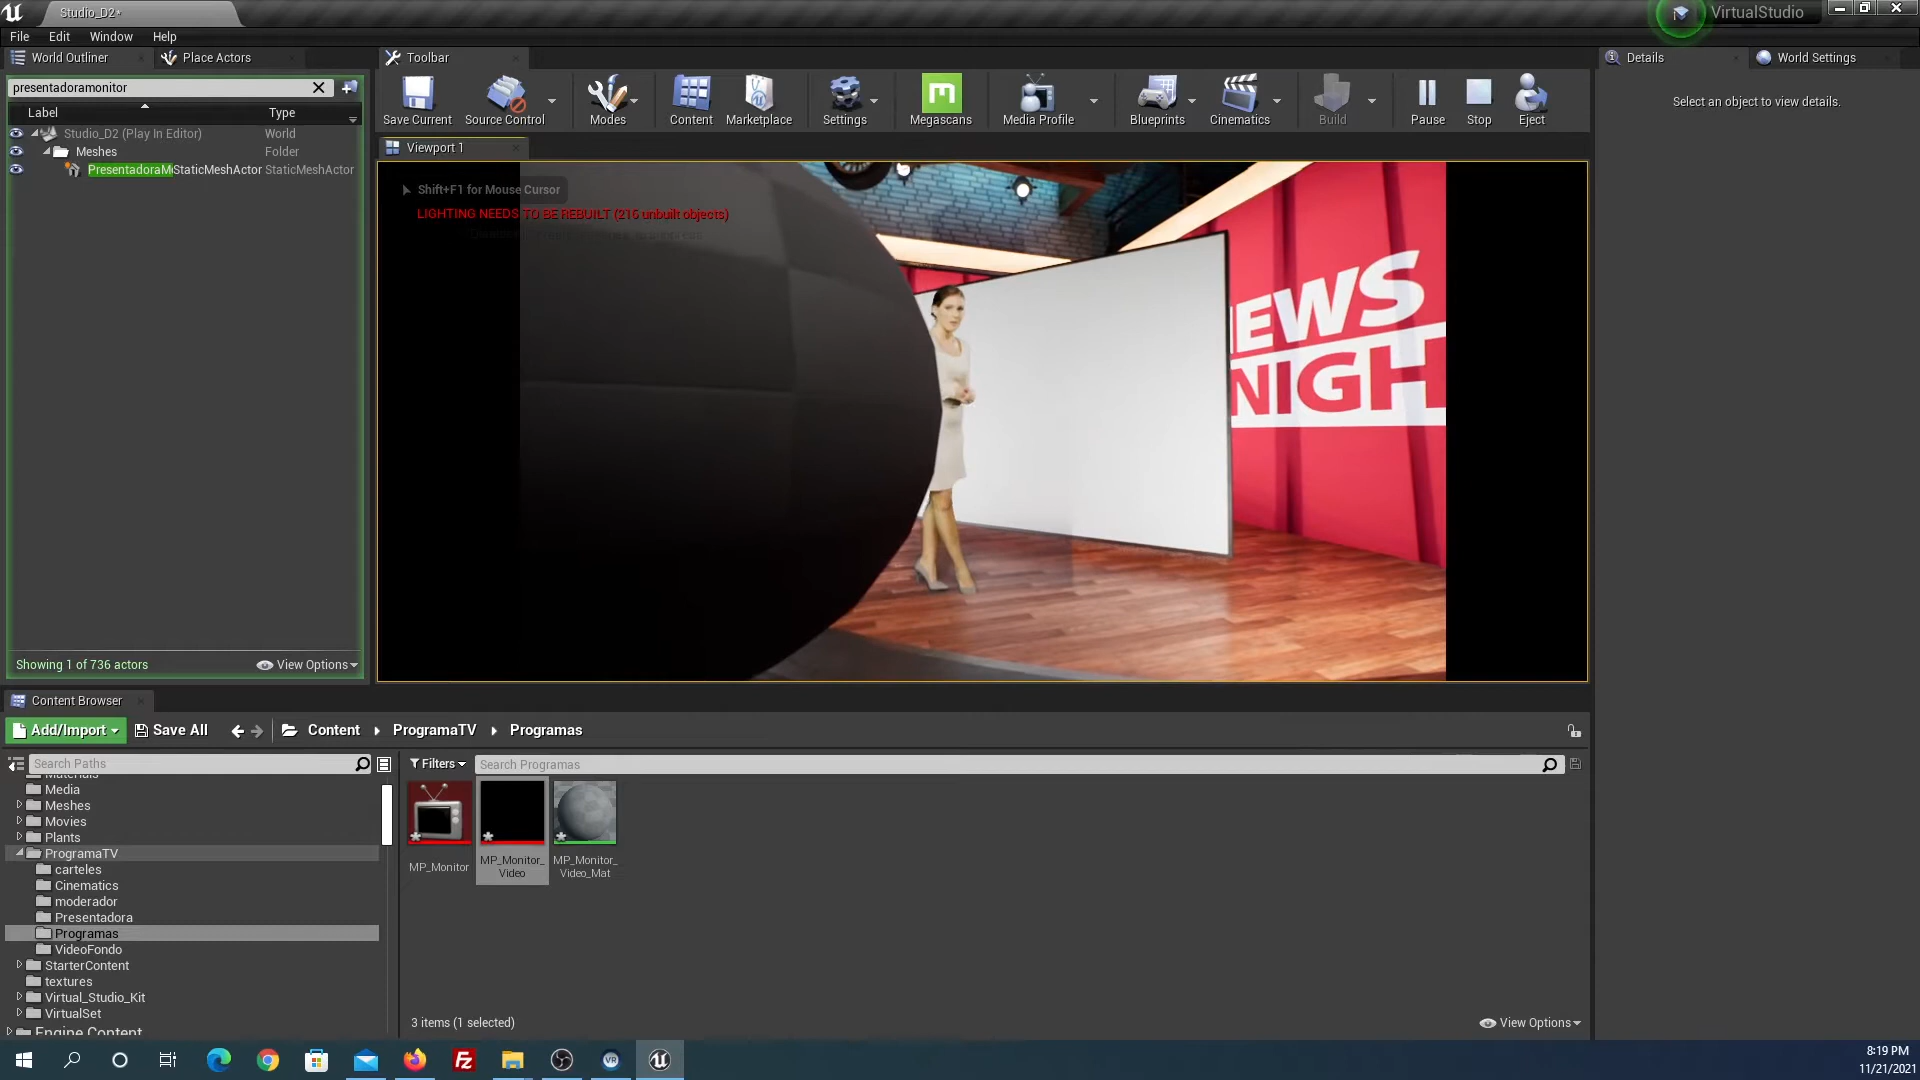 Studio_D2*
VirtualStudio
File Edit Window Help
World Outliner
Place Actors
Toolbar
Details
World Settings
presentadoramonitor
Label Type
Studio_D2 (Play In Editor) World
Meshes Folder
PresentadoraM StaticMeshActor StaticMeshActor
Showing 1 of 736 actors
View Options
Save Current
Source Control
Modes
Content
Marketplace
Settings
Megascans
Media Profile
Blueprints
Cinematics
Build
Pause
Stop
Eject
Select an object to view details.
Viewport 1
Shift+F1 for Mouse Cursor
LIGHTING NEEDS TO BE REBUILT (216 unbuilt objects)
EWS
NIGH
Content Browser
Add/Import
Save All
Content
ProgramaTV
Programas
Search Paths
Filters
Search Programas
Materials
Media
Meshes
Movies
Plants
ProgramaTV
carteles
Cinematics
moderador
Presentadora
Programas
VideoFondo
StarterContent
textures
Virtual_Studio_Kit
VirtualSet
Engine Content
MP_Monitor
MP_Monitor_
Video
MP_Monitor_
Video_Mat
3 items (1 selected)
View Options
8:19 PM
11/21/2021